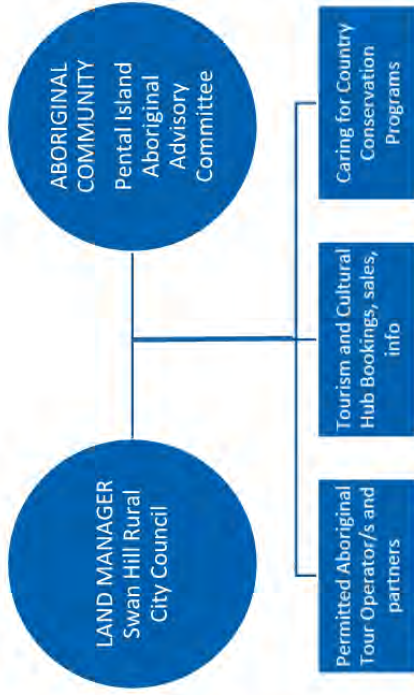 LAND MANAGER
Swan Hill Rural
City Council
ABORIGINAL
COMMUNITY
Pental Island
Aboriginal
Advisory
Committee
Permitted Aboriginal
Tour Operator/s and
partners
Tourism and Cultural
Hub Bookings, sales,
info
Caring for Country
Conservation
Programs